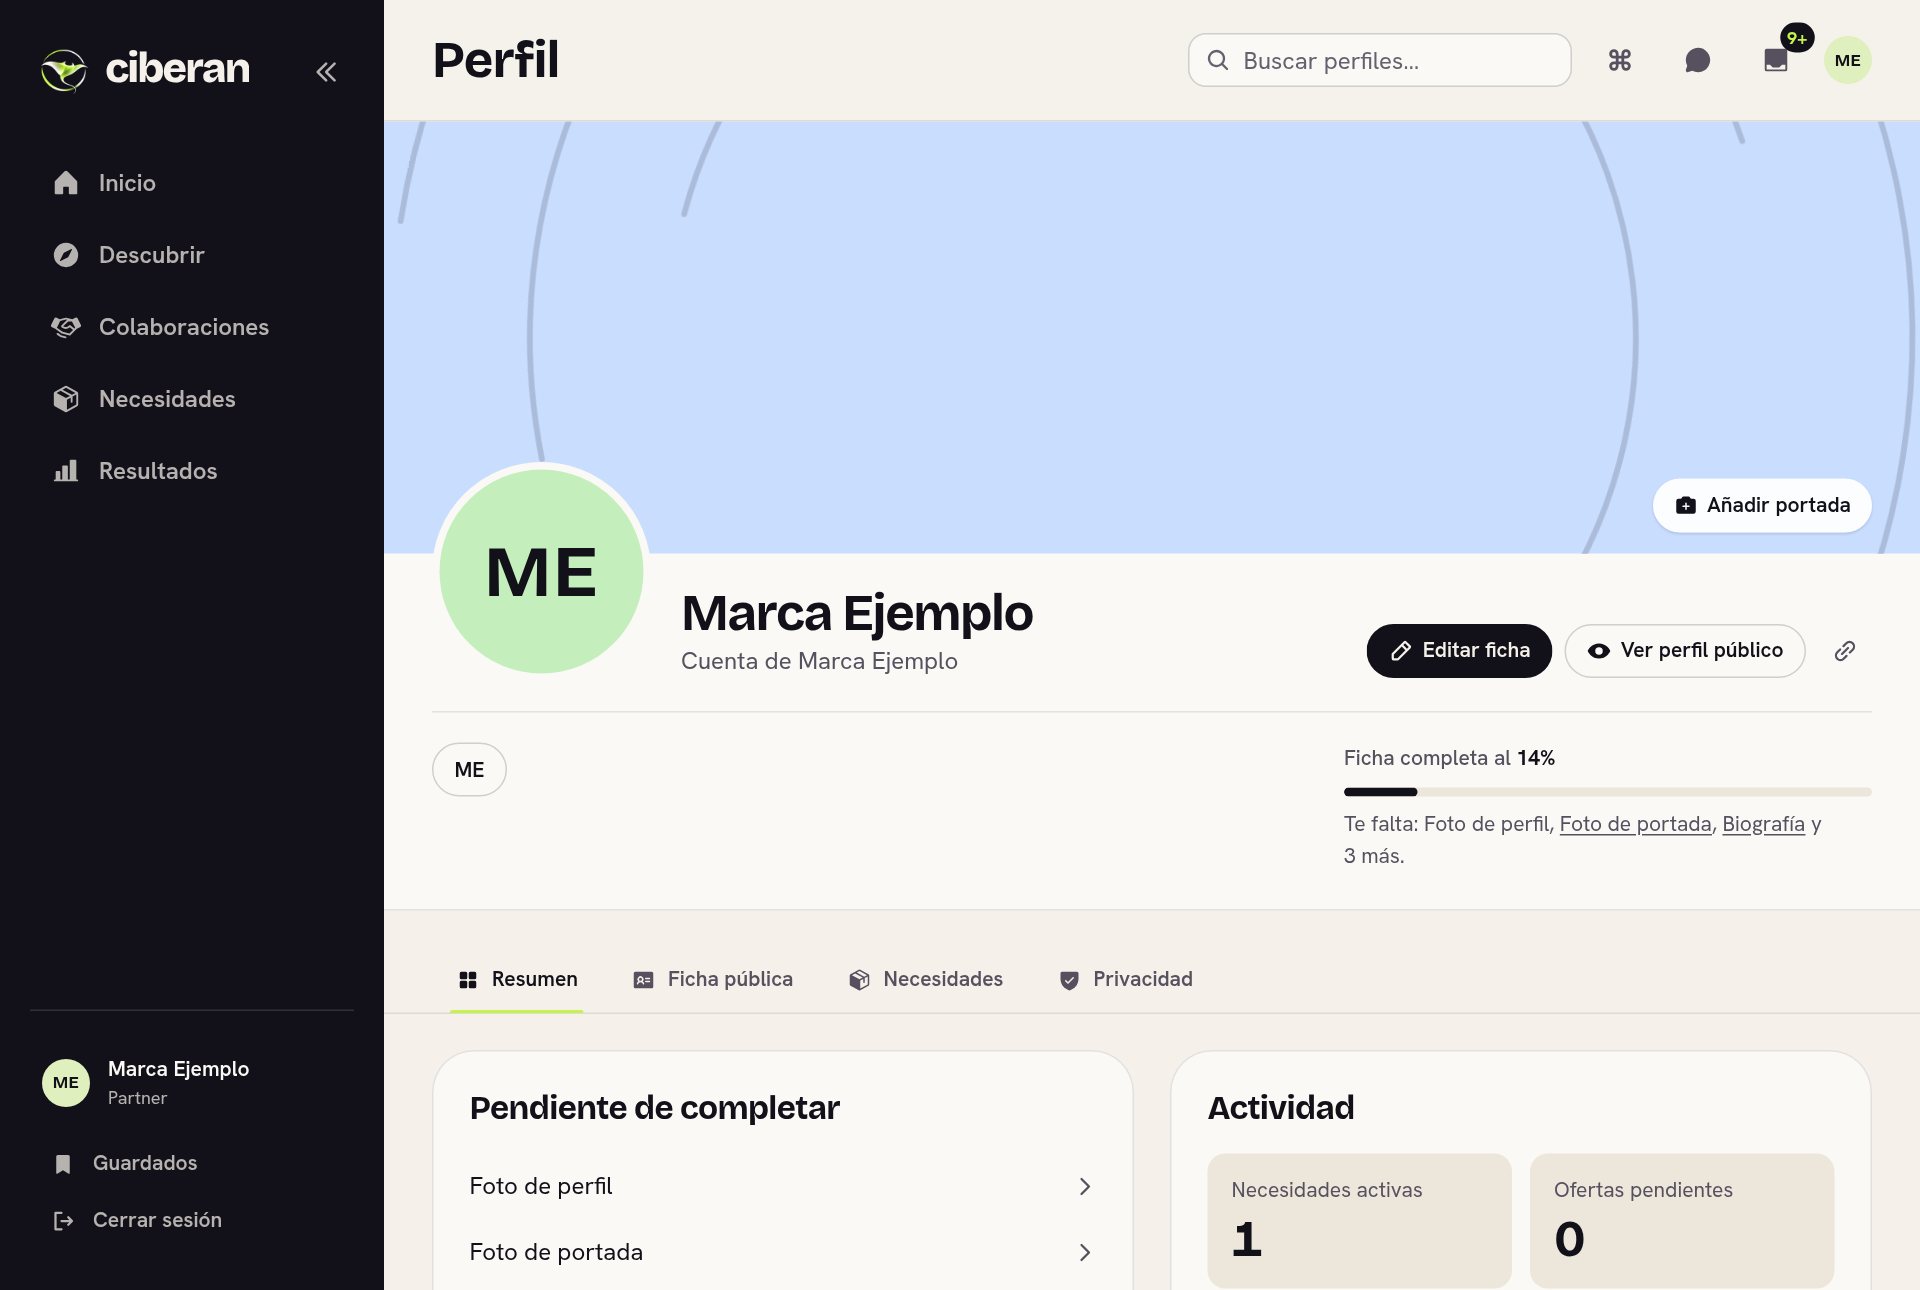 ciberan
Inicio
Descubrir
Colaboraciones
Necesidades
Resultados
Marca Ejemplo
ME
Partner
Guardados
Cerrar sesión
Perfil
Buscar perfiles...
9+
ME
Añadir portada
ME
Marca Ejemplo
Cuenta de Marca Ejemplo
Editar ficha
Ver perfil público
ME
Ficha completa al 14%
Te falta: Foto de perfil, Foto de portada, Biografía y
3 más.
Resumen
Ficha pública
Necesidades
Privacidad
Pendiente de completar
Foto de perfil
Foto de portada
Actividad
Necesidades activas
1
Ofertas pendientes
0